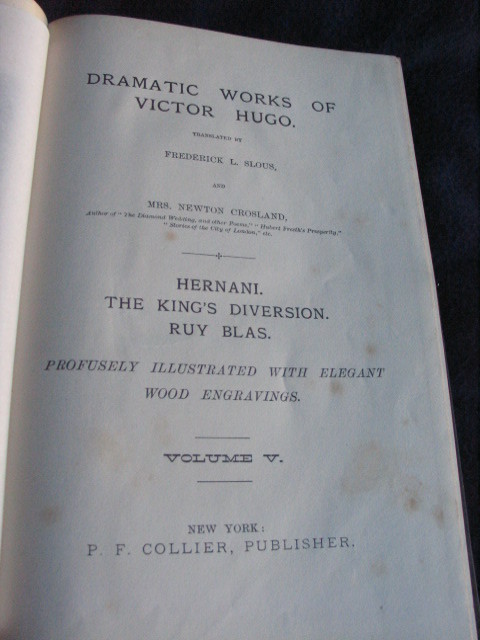 DRAMATIC WORKS OF
VICTOR HUGO.
TRANSLATED BY
FREDERICK L. SLOUS,
AND
MRS. NEWTON CROSLAND,
Author of "The Diamond Wedding, and other Poems," "Hubert Freeth's Prosperity,"
"Stories of the City of London," etc.
HERNANI.
THE KING'S DIVERSION.
RUY BLAS.
PROFUSELY ILLUSTRATED WITH ELEGANT
WOOD ENGRAVINGS.
VOLUME V.
NEW YORK:
P. F. COLLIER, PUBLISHER.